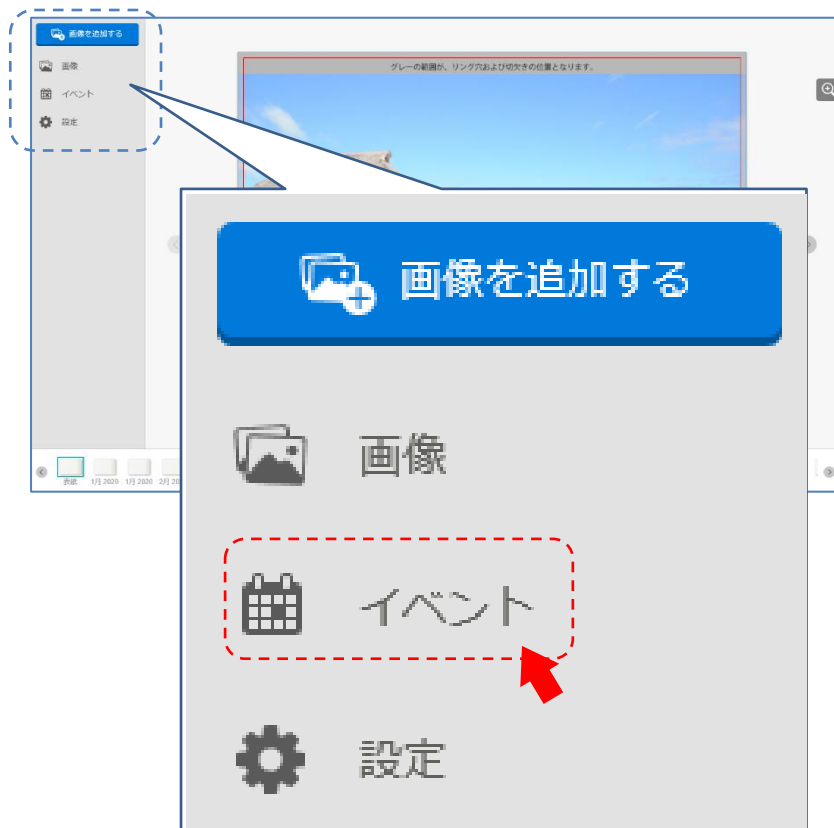 画像を追加する
画像
イベント
設定
グレーの範囲が、リング穴および切欠きの位置となります。
表紙
1月 2020
1月 2020
2月 20
画像を追加する
画像
イベント
設定